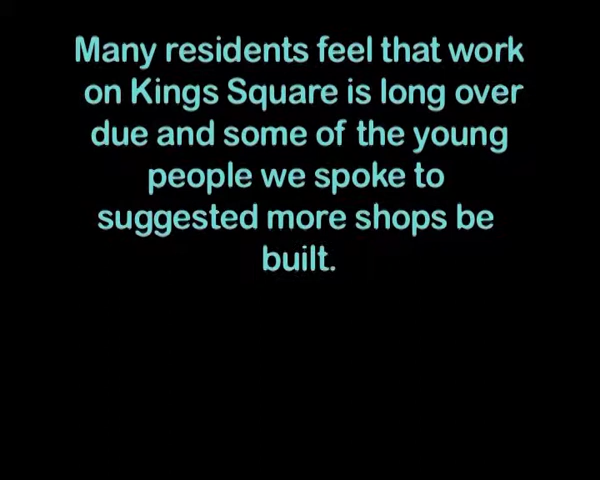 Many residents feel that work
on Kings Square is long over
due and some of the young
people we spoke to
suggested more shops be
built.